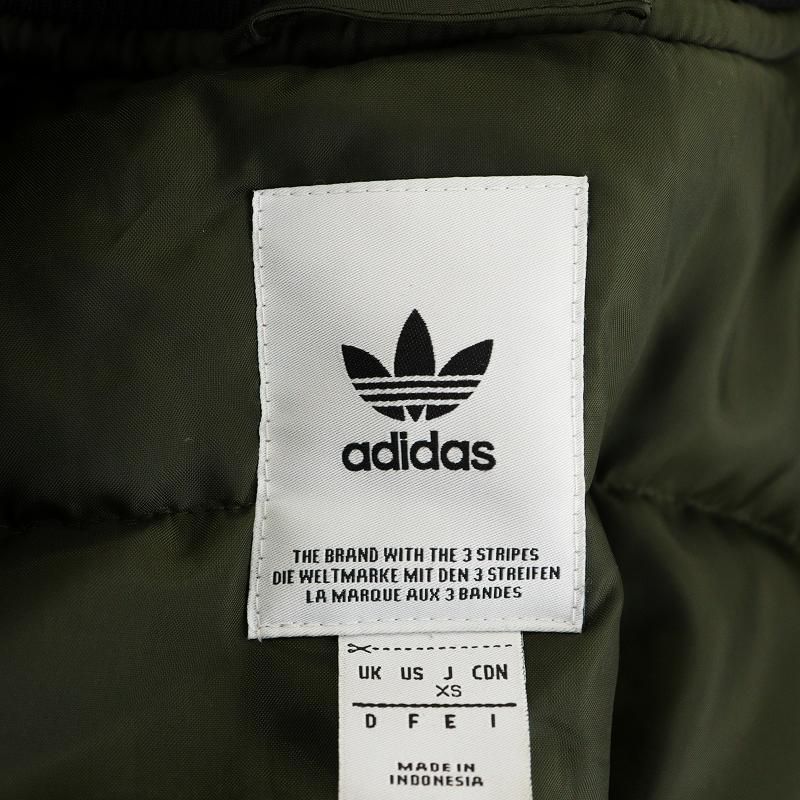 adidas
THE BRAND WITH THE 3 STRIPES
DIE WELTMARKE MIT DEN 3 STREIFEN
LA MARQUE AUX 3 BANDES
UK US J CDN
XS
D F E I
MADE IN
INDONESIA